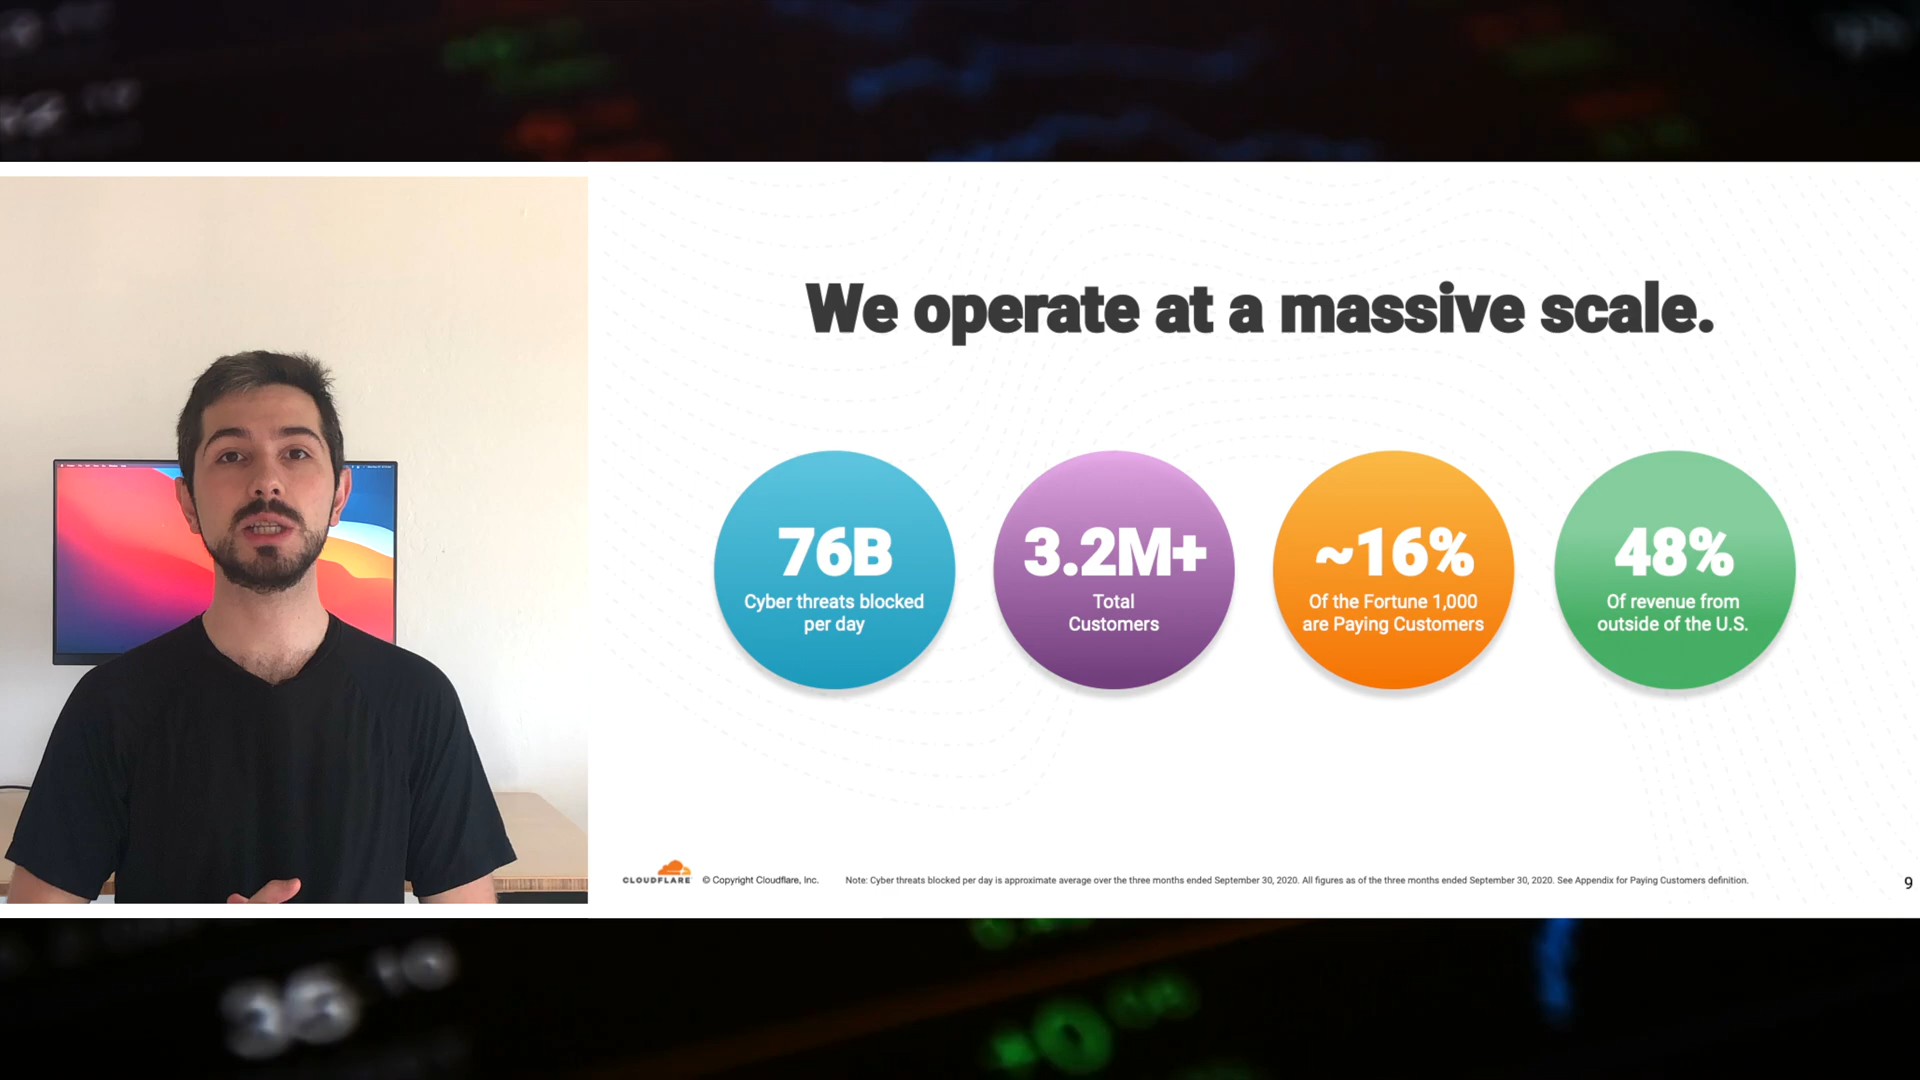 We operate at a massive scale.
76B
Cyber threats blocked
per day
3.2M+
Total
Customers
~16%
Of the Fortune 1,000
are Paying Customers
48%
Of revenue from
outside of the U.S.
CLOUDFLARE © Copyright Cloudflare, Inc. Note: Cyber threats blocked per day is approximate average over the three months ended September 30, 2020. All figures as of the three months ended September 30, 2020. See Appendix for Paying Customers definition. 9